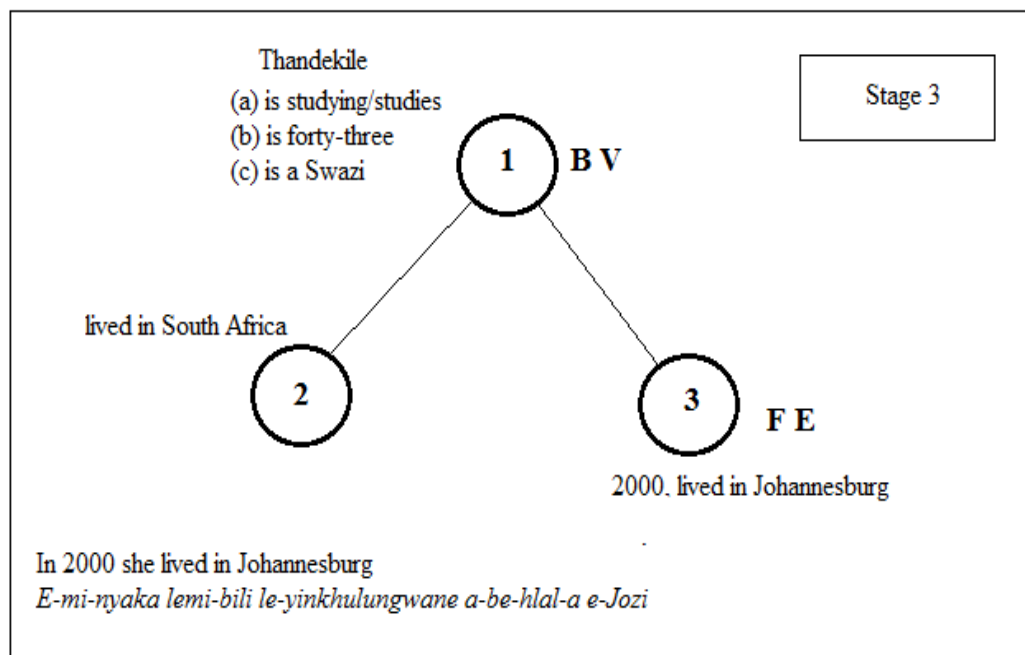 Thandekile
(a) is studying/studies
(b) is forty-three
(c) is a Swazi
Stage 3
1
B V
lived in South Africa
2
3
F E
2000, lived in Johannesburg
In 2000 she lived in Johannesburg
E-mi-nyaka lemi-bili le-yinkhulungwane a-be-hlal-a e-Jozi